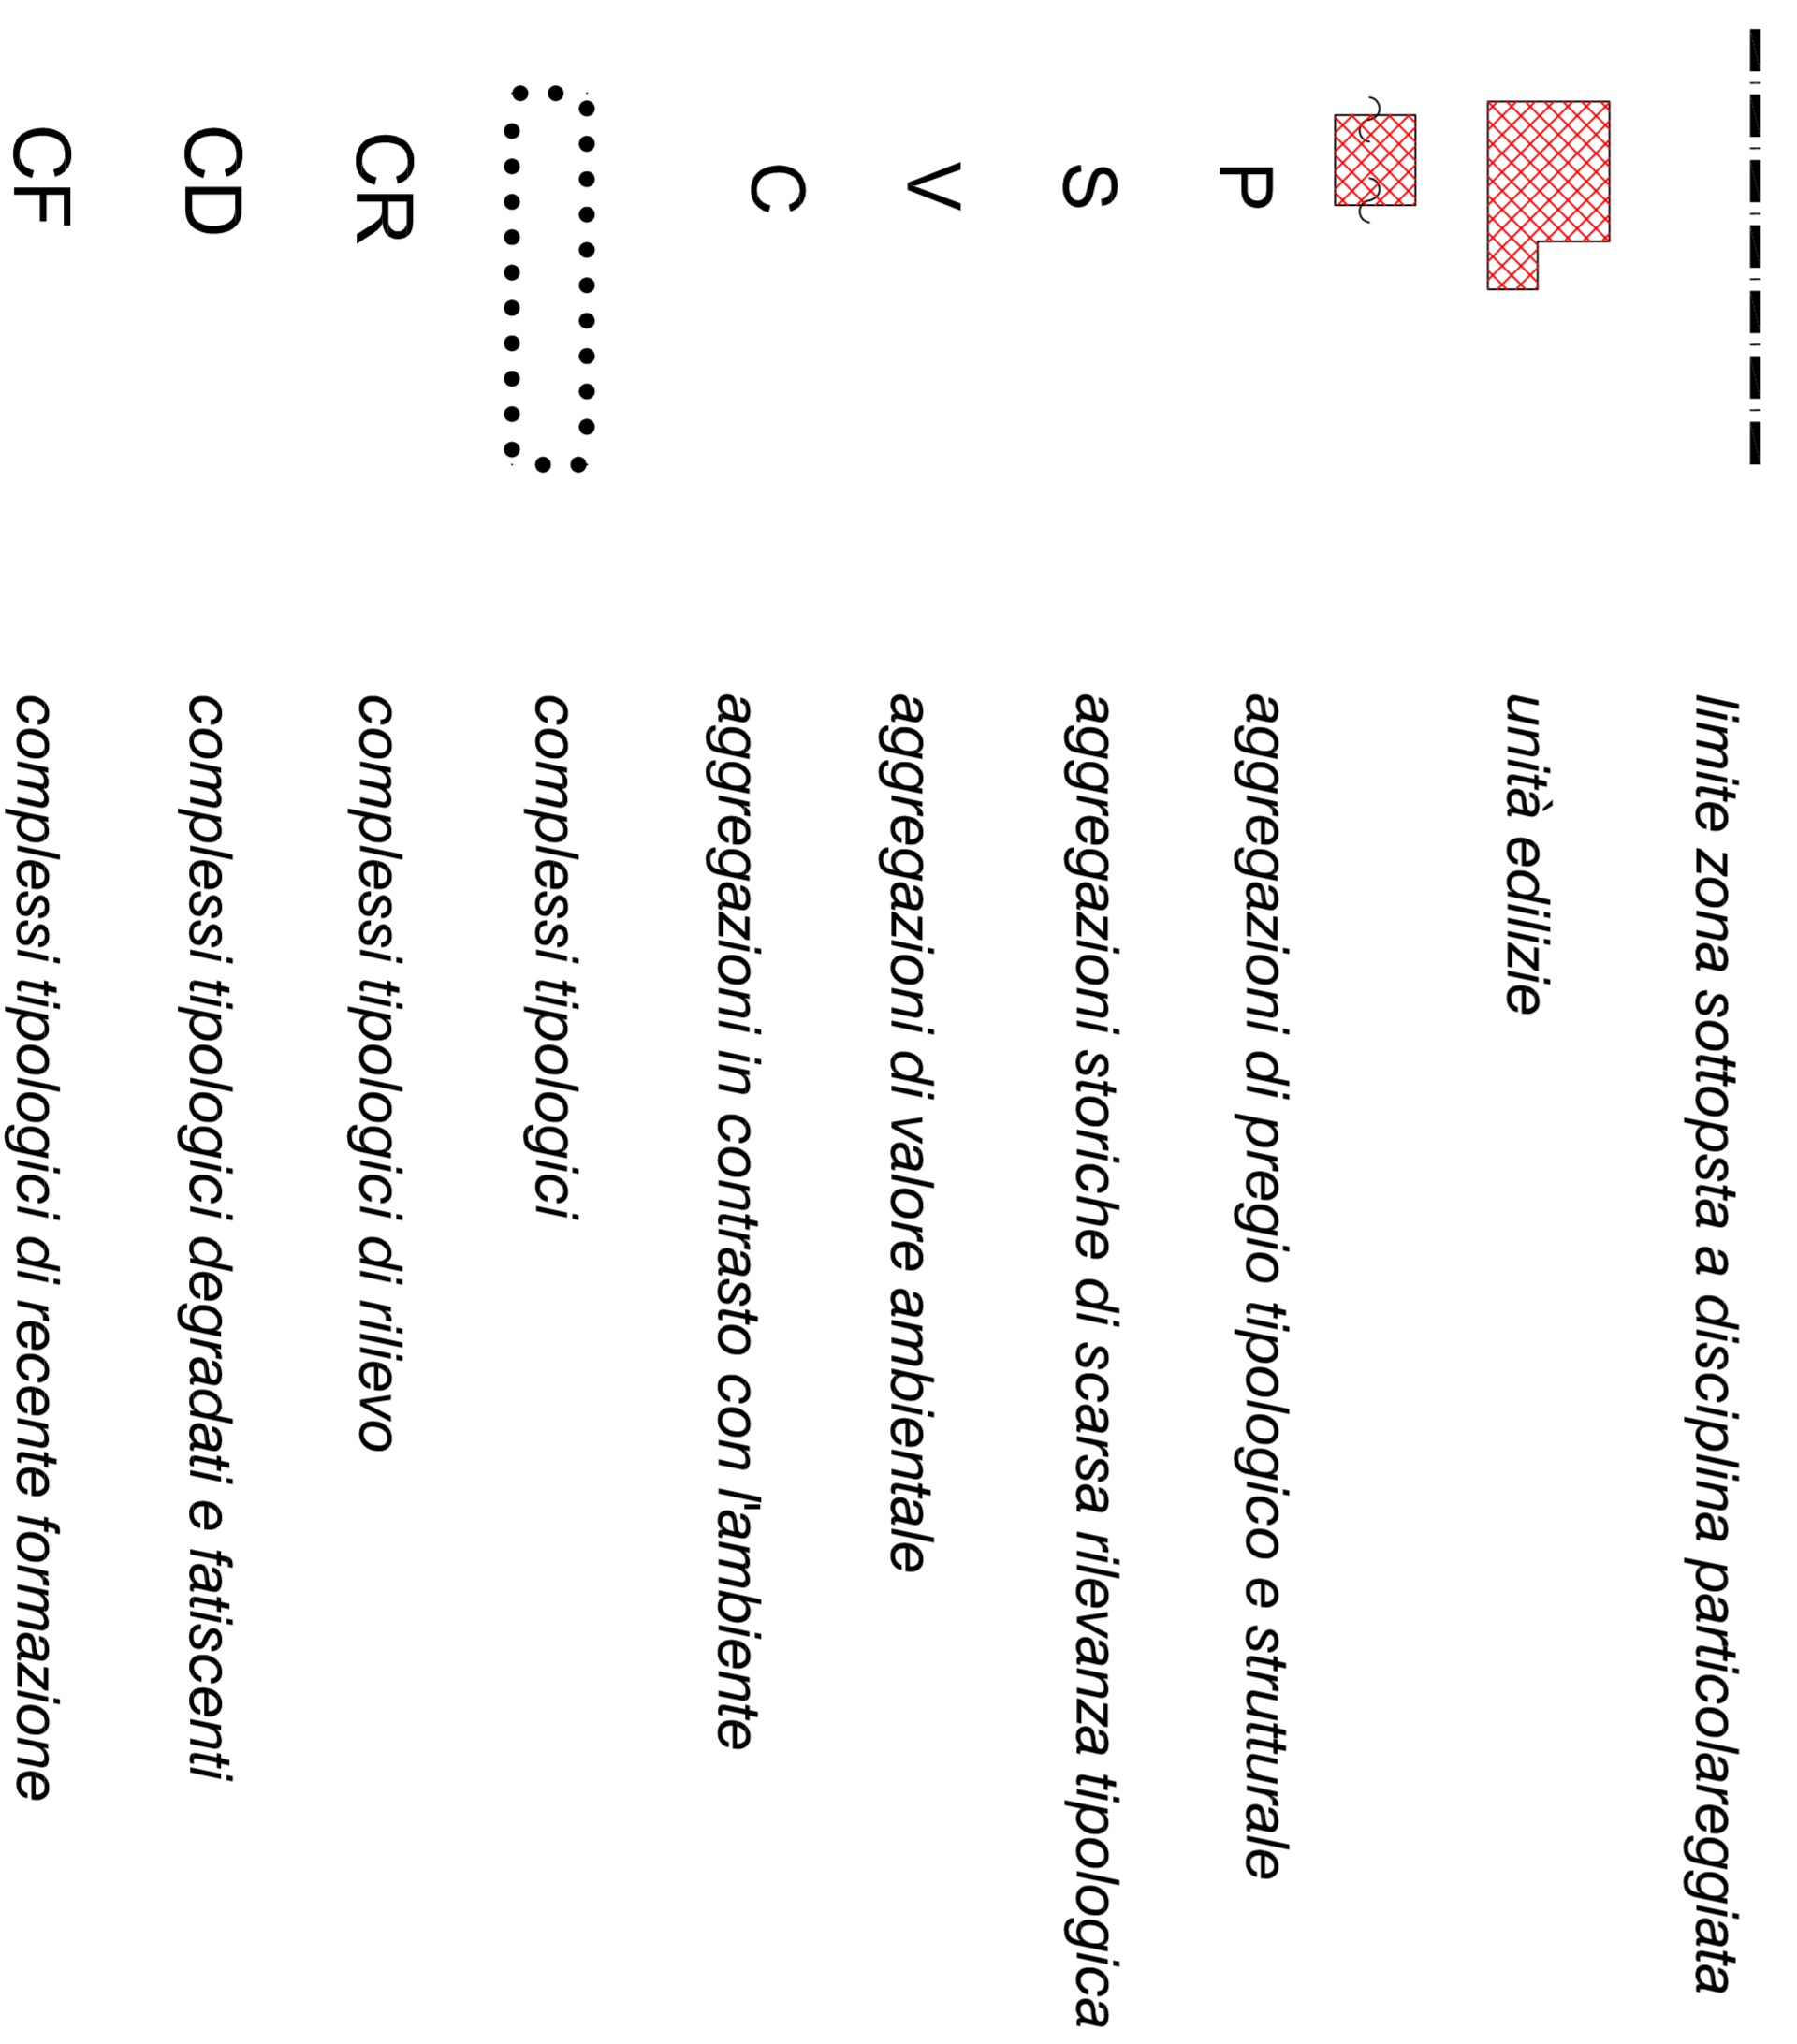 limite zona sottopsta a disciplina particolareggiata
unità edilizie
P aggregazioni di pregio tipologico e strutturale
S aggregazioni storiche di scarsa rilevanza tipologica
V aggregazioni di valore ambientale
C aggregazioni in contrasto con l'ambiente
complessi tipologici
CR complessi tipologici di rilievo
CD complessi tipologici degradati e fatiscenti
CF complessi tipologici di recente formazione